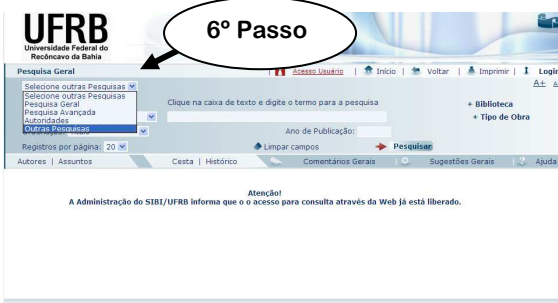 UFRB
Universidade Federal do
Recôncavo da Bahia
6º Passo
Pesquisa Geral
Acesso Usuário | Início | Voltar | Imprimir | Login
A+
Selecione outras Pesquisas
Selecione outras Pesquisas
Pesquisa Geral
Pesquisa Avançada
Autoridades
Outras Pesquisas
Clique na caixa de texto e digite o termo para a pesquisa
+ Biblioteca
+ Tipo de Obra
Ano de Publicação:
Registros por página: 20
Limpar campos
Pesquisar
Autores | Assuntos
Cesta | Histórico
Comentários Gerais
Sugestões Gerais
Ajuda
Atenção!
A Administração do SIBI/UFRB informa que o o acesso para consulta através da Web já está liberado.